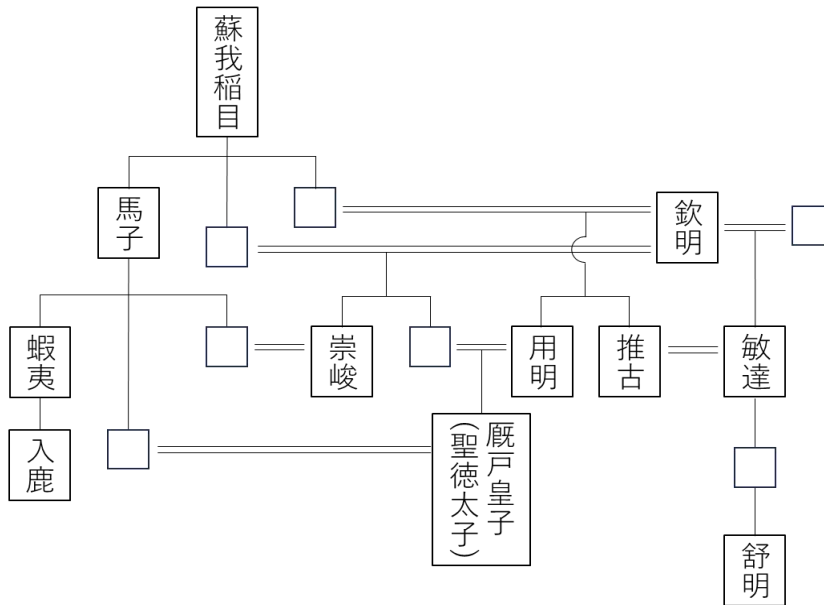 蘇我稲目
馬子
欽明
蝦夷
崇峻
用明
推古
敏達
入鹿
厩戸皇子
(聖徳太子)
舒明